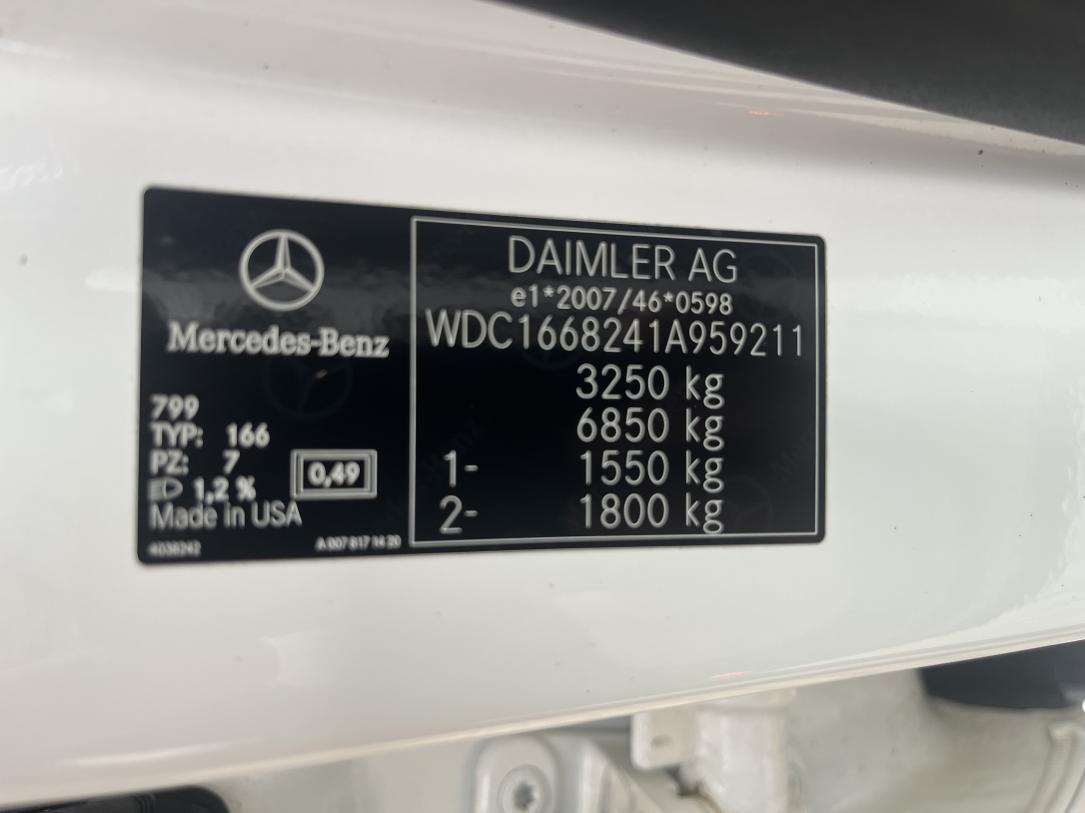 Mercedes-Benz
799
TYP: 166
PZ: 7
0,49
1,2 %
Made in USA
4036242
A 007 817 14 20
DAIMLER AG
e1*2007/46*0598
WDC1668241A959211
3250 kg
6850 kg
1- 1550 kg
2- 1800 kg